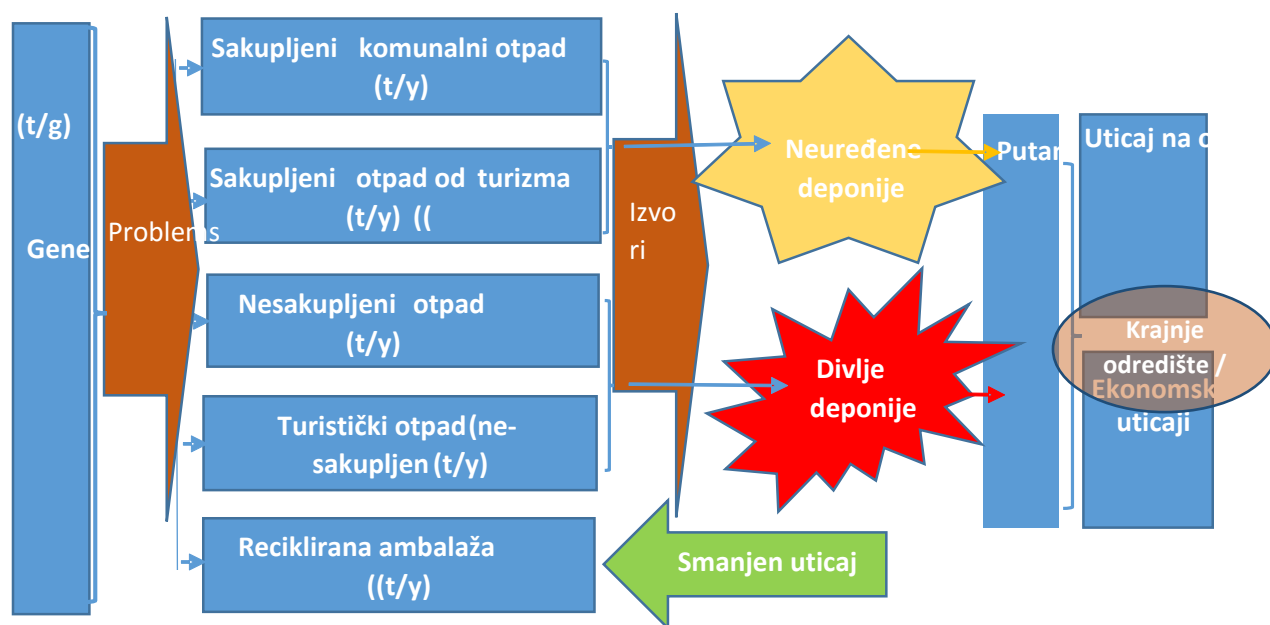 (t/g)
Gene
Problems
Sakupljeni komunalni otpad
(t/y)
Sakupljeni otpad od turizma
(t/y) ((
Nesakupljeni otpad
(t/y)
Turistički otpad (ne-
sakupljen (t/y)
Reciklirana ambalaža
((t/y)
Izvo
ri
Neuređene
deponije
Divlje
deponije
Smanjen uticaj
Putan
Uticaj na o
Krajnje
odredište /
Ekonomsk
uticaji